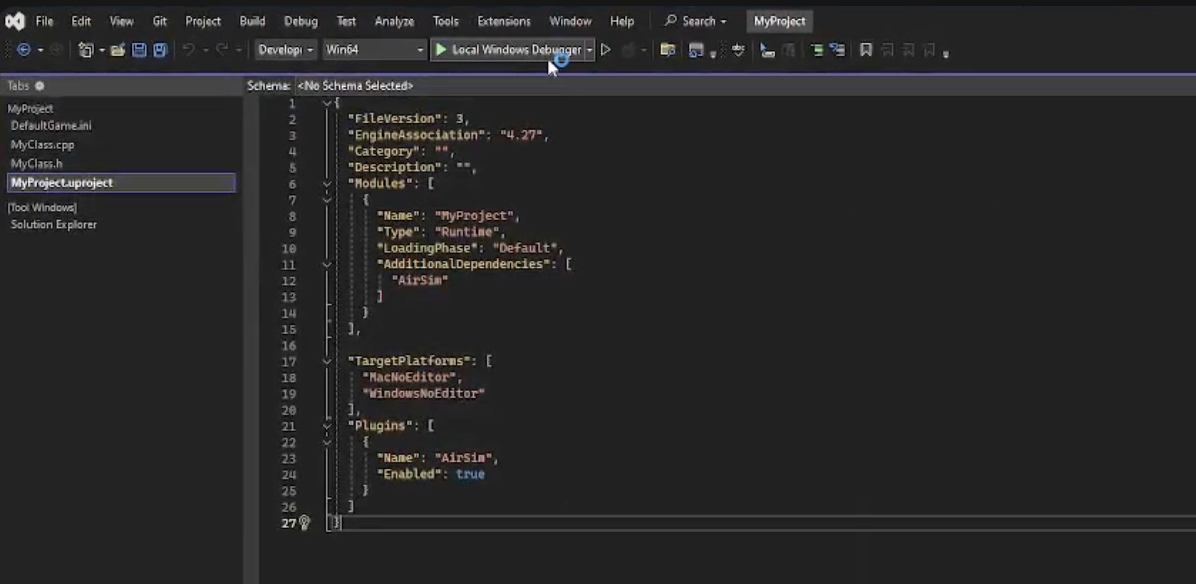 File Edit View Git Project Build Debug Test Analyze Tools Extensions Window Help Search MyProject
Develop Win64 Local Windows Debugger
Tabs
Schema: <No Schema Selected>
MyProject
DefaultGame.ini
MyClass.cpp
MyClass.h
MyProject.uproject
[Tool Windows]
Solution Explorer
1 {
2 "FileVersion": 3,
3 "EngineAssociation": "4.27",
4 "Category": "",
5 "Description": "",
6 "Modules": [
7 {
8 "Name": "MyProject",
9 "Type": "Runtime",
10 "LoadingPhase": "Default",
11 "AdditionalDependencies": [
12 "AirSim"
13 ]
14 }
15 ],
16
17 "TargetPlatforms": [
18 "MacNoEditor",
19 "WindowsNoEditor"
20 ],
21 "Plugins": [
22 {
23 "Name": "AirSim",
24 "Enabled": true
25 }
26 ]
27 }